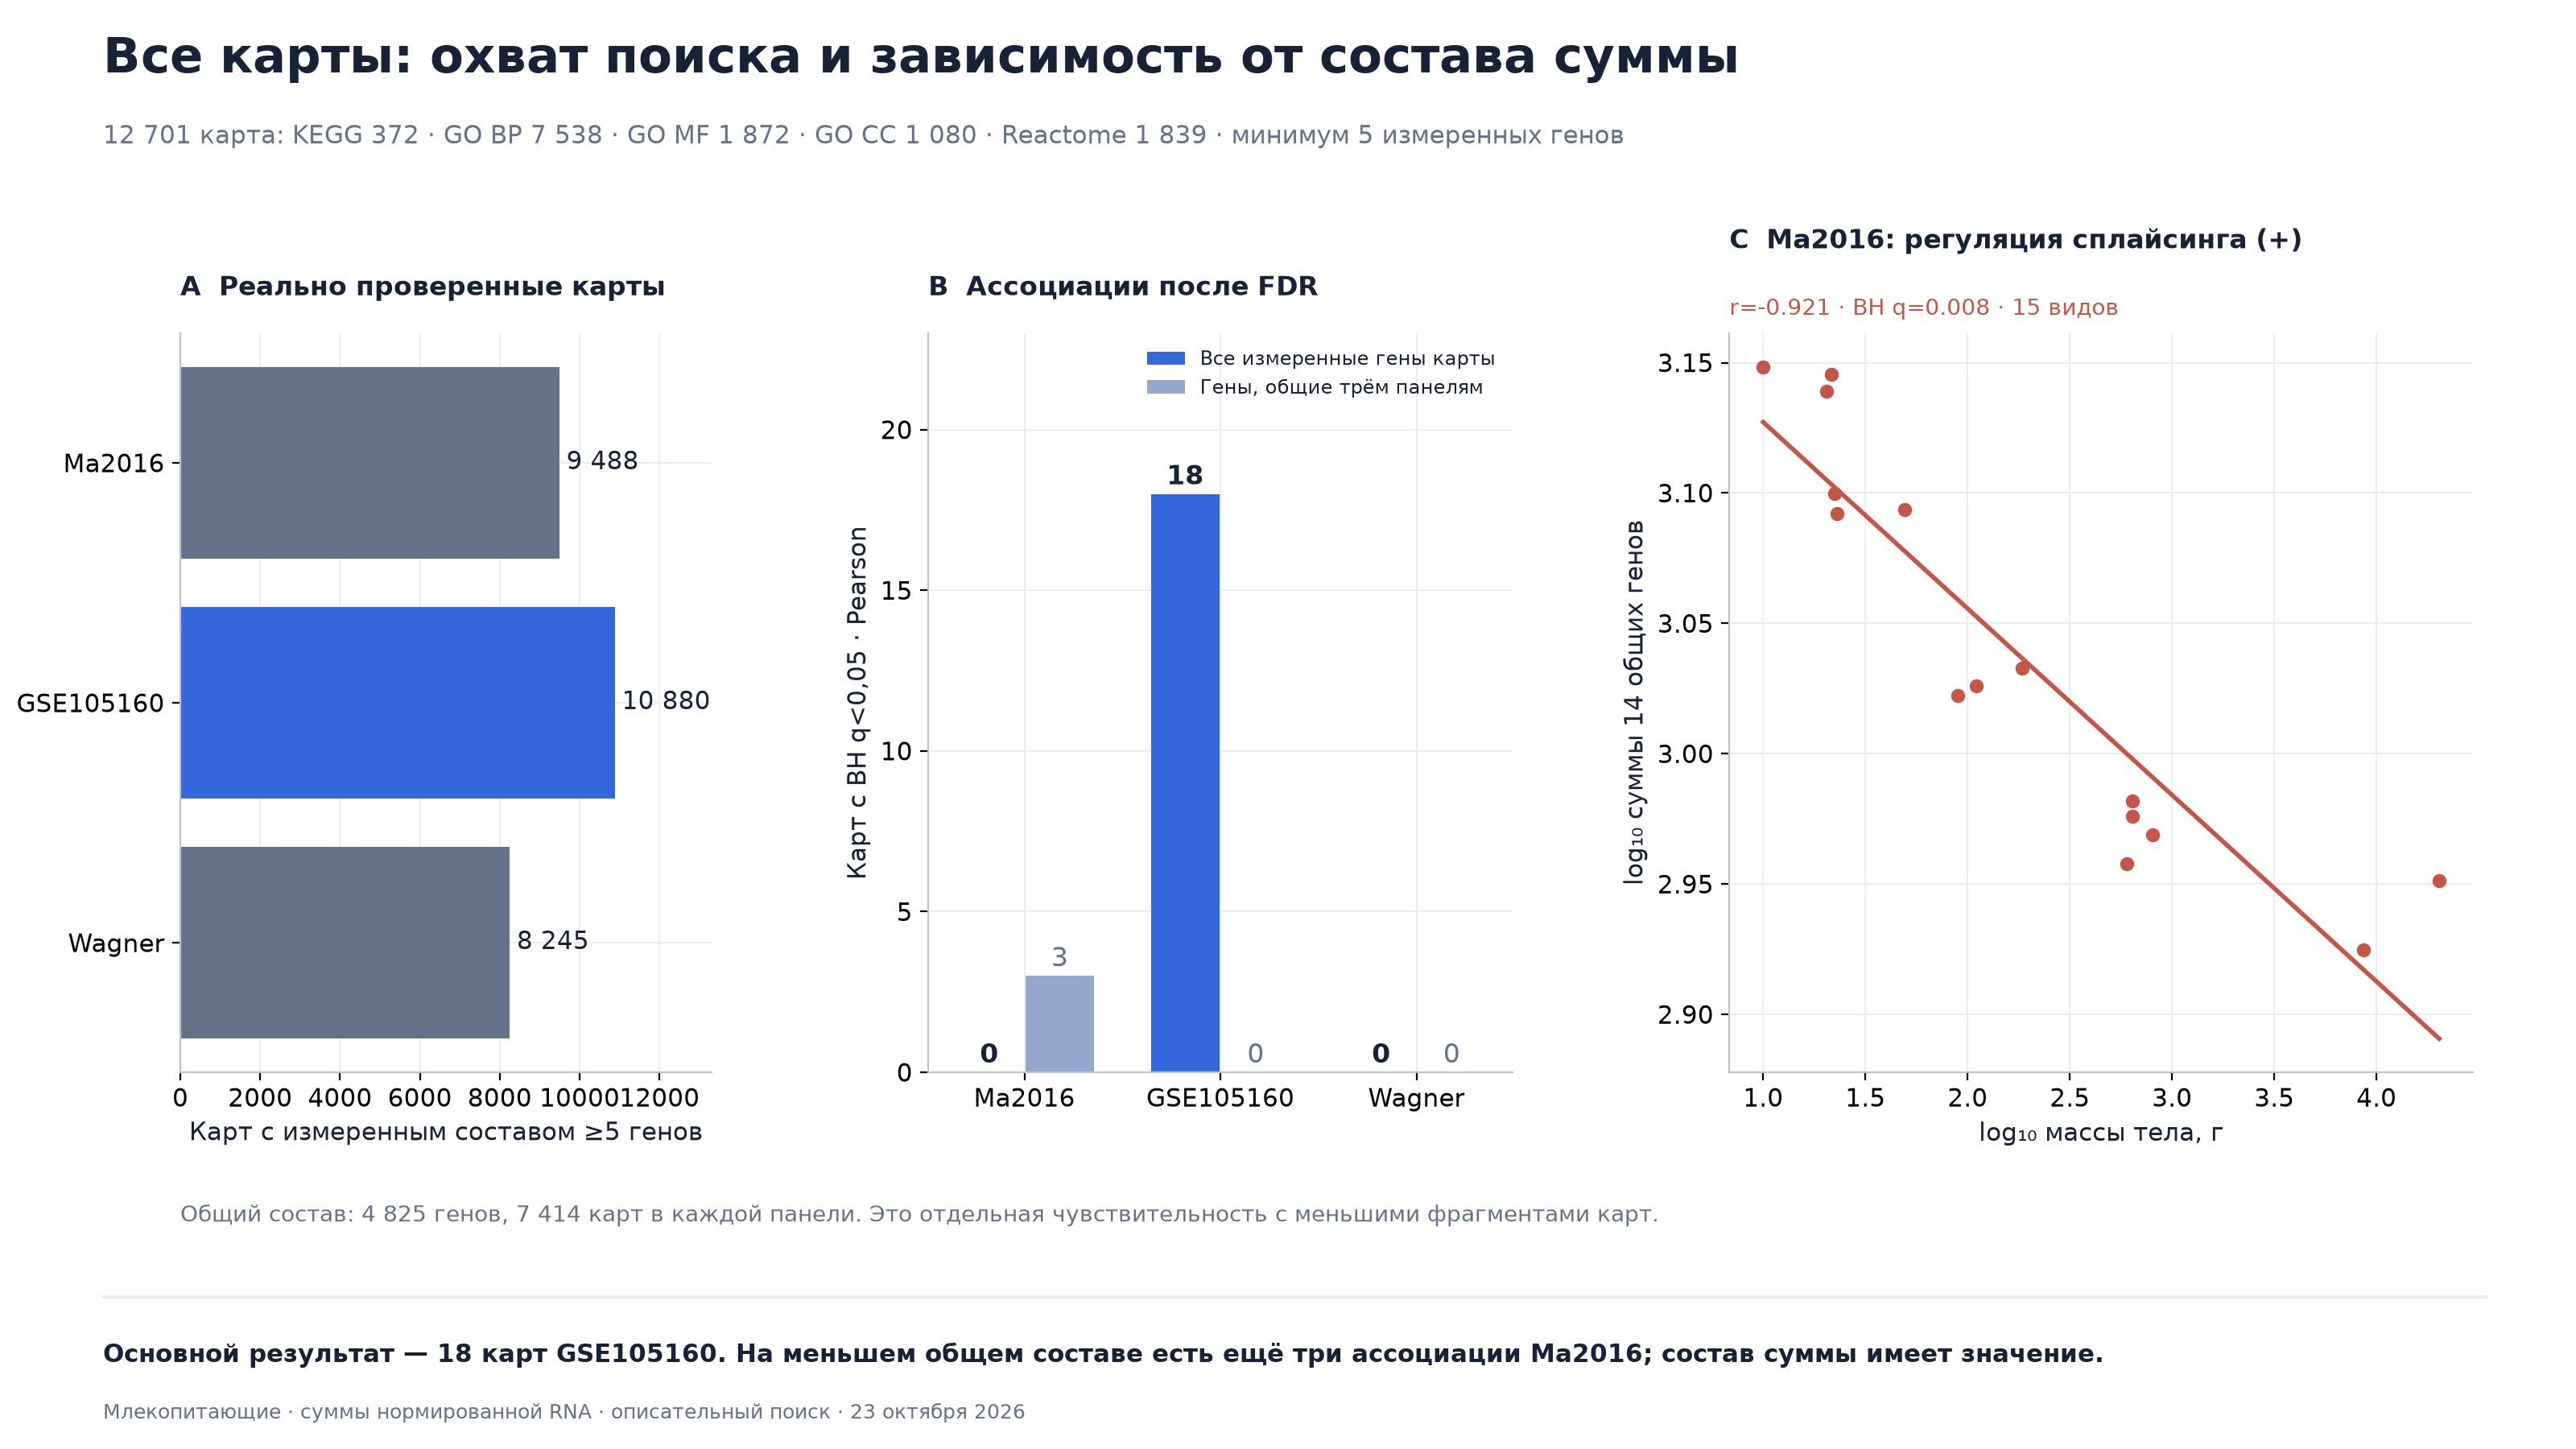 Все карты: охват поиска и зависимость от состава суммы
12 701 карта: KEGG 372 · GO BP 7 538 · GO MF 1 872 · GO CC 1 080 · Reactome 1 839 · минимум 5 измеренных генов
A Реально проверенные карты
Ma2016
GSE105160
Wagner
9 488
10 880
8 245
0 2000 4000 6000 8000 10000 12000
Карт с измеренным составом ≥5 генов
B Ассоциации после FDR
Все измеренные гены карты
Гены, общие трём панелям
Карт с BH q<0,05 · Pearson
20
15
10
5
0
0
3
18
0
0
0
Ma2016 GSE105160 Wagner
C Ma2016: регуляция сплайсинга (+)
r=-0.921 · BH q=0.008 · 15 видов
log₁₀ суммы 14 общих генов
3.15
3.10
3.05
3.00
2.95
2.90
1.0 1.5 2.0 2.5 3.0 3.5 4.0
log₁₀ массы тела, г
Общий состав: 4 825 генов, 7 414 карт в каждой панели. Это отдельная чувствительность с меньшими фрагментами карт.
Основной результат — 18 карт GSE105160. На меньшем общем составе есть ещё три ассоциации Ma2016; состав суммы имеет значение.
Млекопитающие · суммы нормированной RNA · описательный поиск · 23 октября 2026